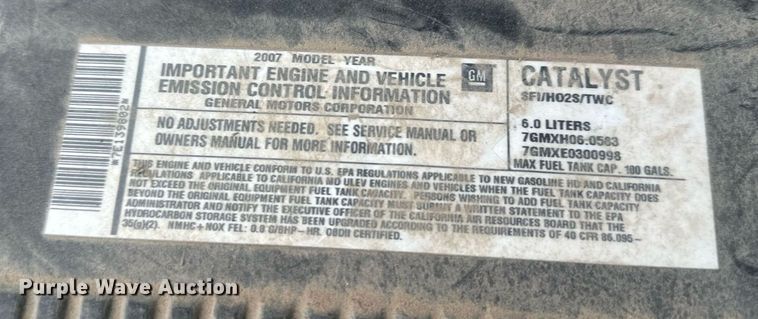 2007 MODEL YEAR
IMPORTANT ENGINE AND VEHICLE
EMISSION CONTROL INFORMATION
GENERAL MOTORS CORPORATION
GM
NO ADJUSTMENTS NEEDED. SEE SERVICE MANUAL OR
OWNERS MANUAL FOR MORE INFORMATION.
CATALYST
SFI/HO2S/TWC
6.0 LITERS
7GMXH06.0583
7GMXE0300998
MAX FUEL TANK CAP. 100 GALS.
THIS ENGINE AND VEHICLE CONFORM TO U.S. EPA REGULATIONS APPLICABLE TO NEW GASOLINE HD AND CALIFORNIA
REGULATIONS APPLICABLE TO CALIFORNIA MD ULEV ENGINES AND VEHICLES WHEN THE FUEL TANK CAPACITY DOES
NOT EXCEED THE ORIGINAL EQUIPMENT FUEL TANK CAPACITY. PERSONS WISHING TO ADD FUEL TANK CAPACITY
BEYOND THE ORIGINAL EQUIPMENT FUEL TANK CAPACITY MUST SUBMIT A WRITTEN STATEMENT TO THE EPA
ADMINISTRATOR AND NOTIFY THE EXECUTIVE OFFICER OF THE CALIFORNIA AIR RESOURCES BOARD THAT THE
HYDROCARBON STORAGE SYSTEM HAS BEEN UPGRADED ACCORDING TO THE REQUIREMENTS OF 40 CFR 86.095-
35(g)(2). NMHC+NOX FEL: 0.8 G/BHP-HR. OBDII CERTIFIED.
*7E139802*
Purple Wave Auction